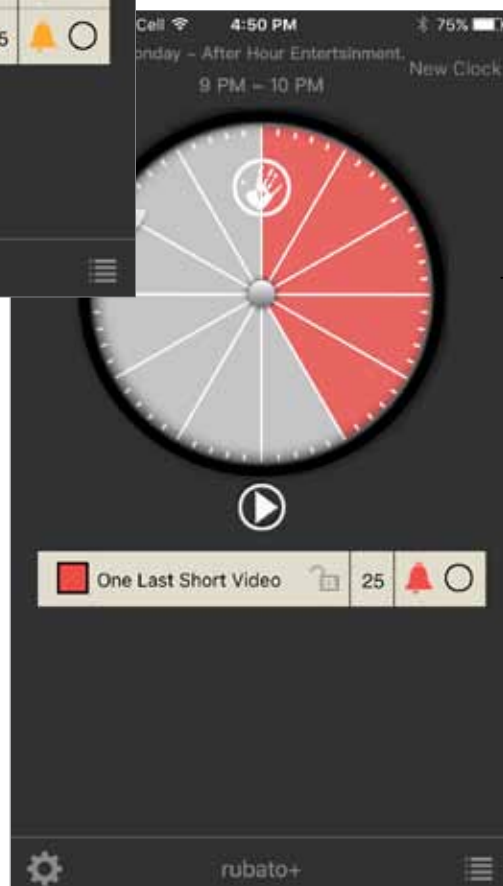 5
Cell 4:50 PM 75%
onday – After Hour Entertsinment.
New Clock
9 PM – 10 PM
One Last Short Video 25
rubato+